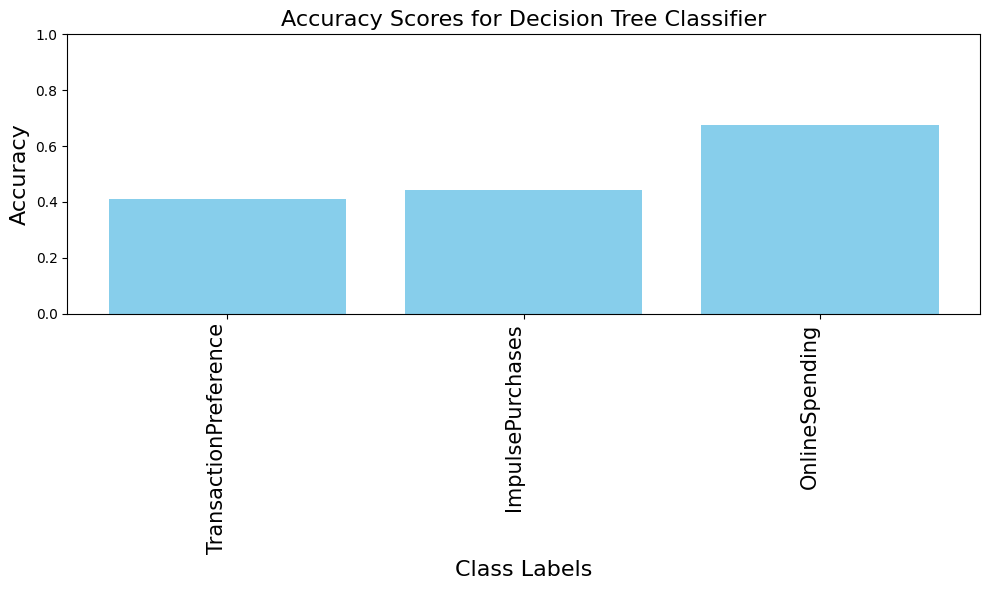 Accuracy Scores for Decision Tree Classifier
Accuracy
1.0
0.8
0.6
0.4
0.2
0.0
TransactionPreference
ImpulsePurchases
OnlineSpending
Class Labels